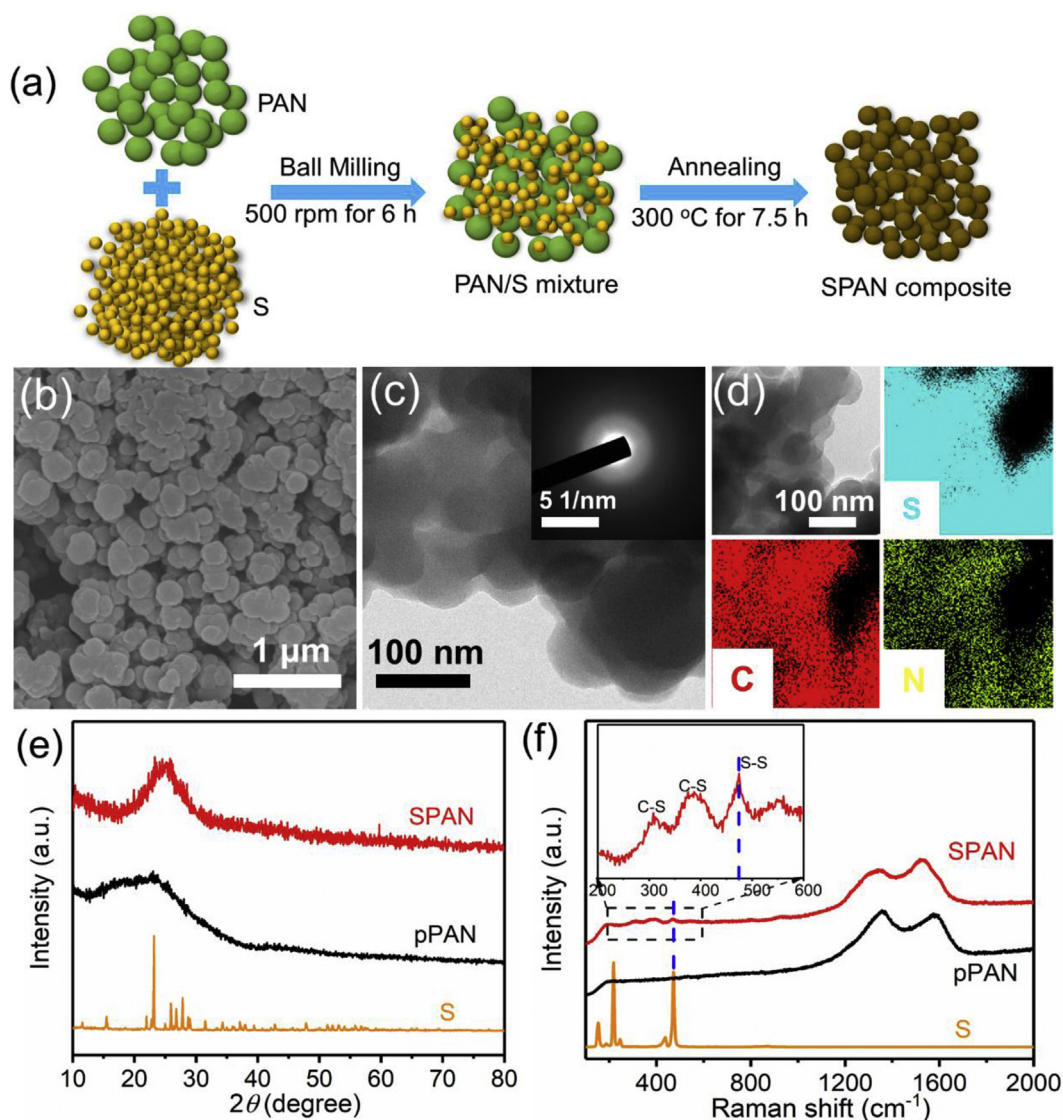 (a)
PAN
S
Ball Milling
500 rpm for 6 h
PAN/S mixture
Annealing
300 °C for 7.5 h
SPAN composite
(b)
1 µm
(c)
5 1/nm
100 nm
(d)
100 nm
S
C
N
(e)
Intensity (a.u.)
SPAN
pPAN
S
10 20 30 40 50 60 70 80
2θ (degree)
(f)
Intensity (a.u.)
C-S
C-S
S-S
200 300 400 500 600
SPAN
pPAN
S
400 800 1200 1600 2000
Raman shift (cm⁻¹)